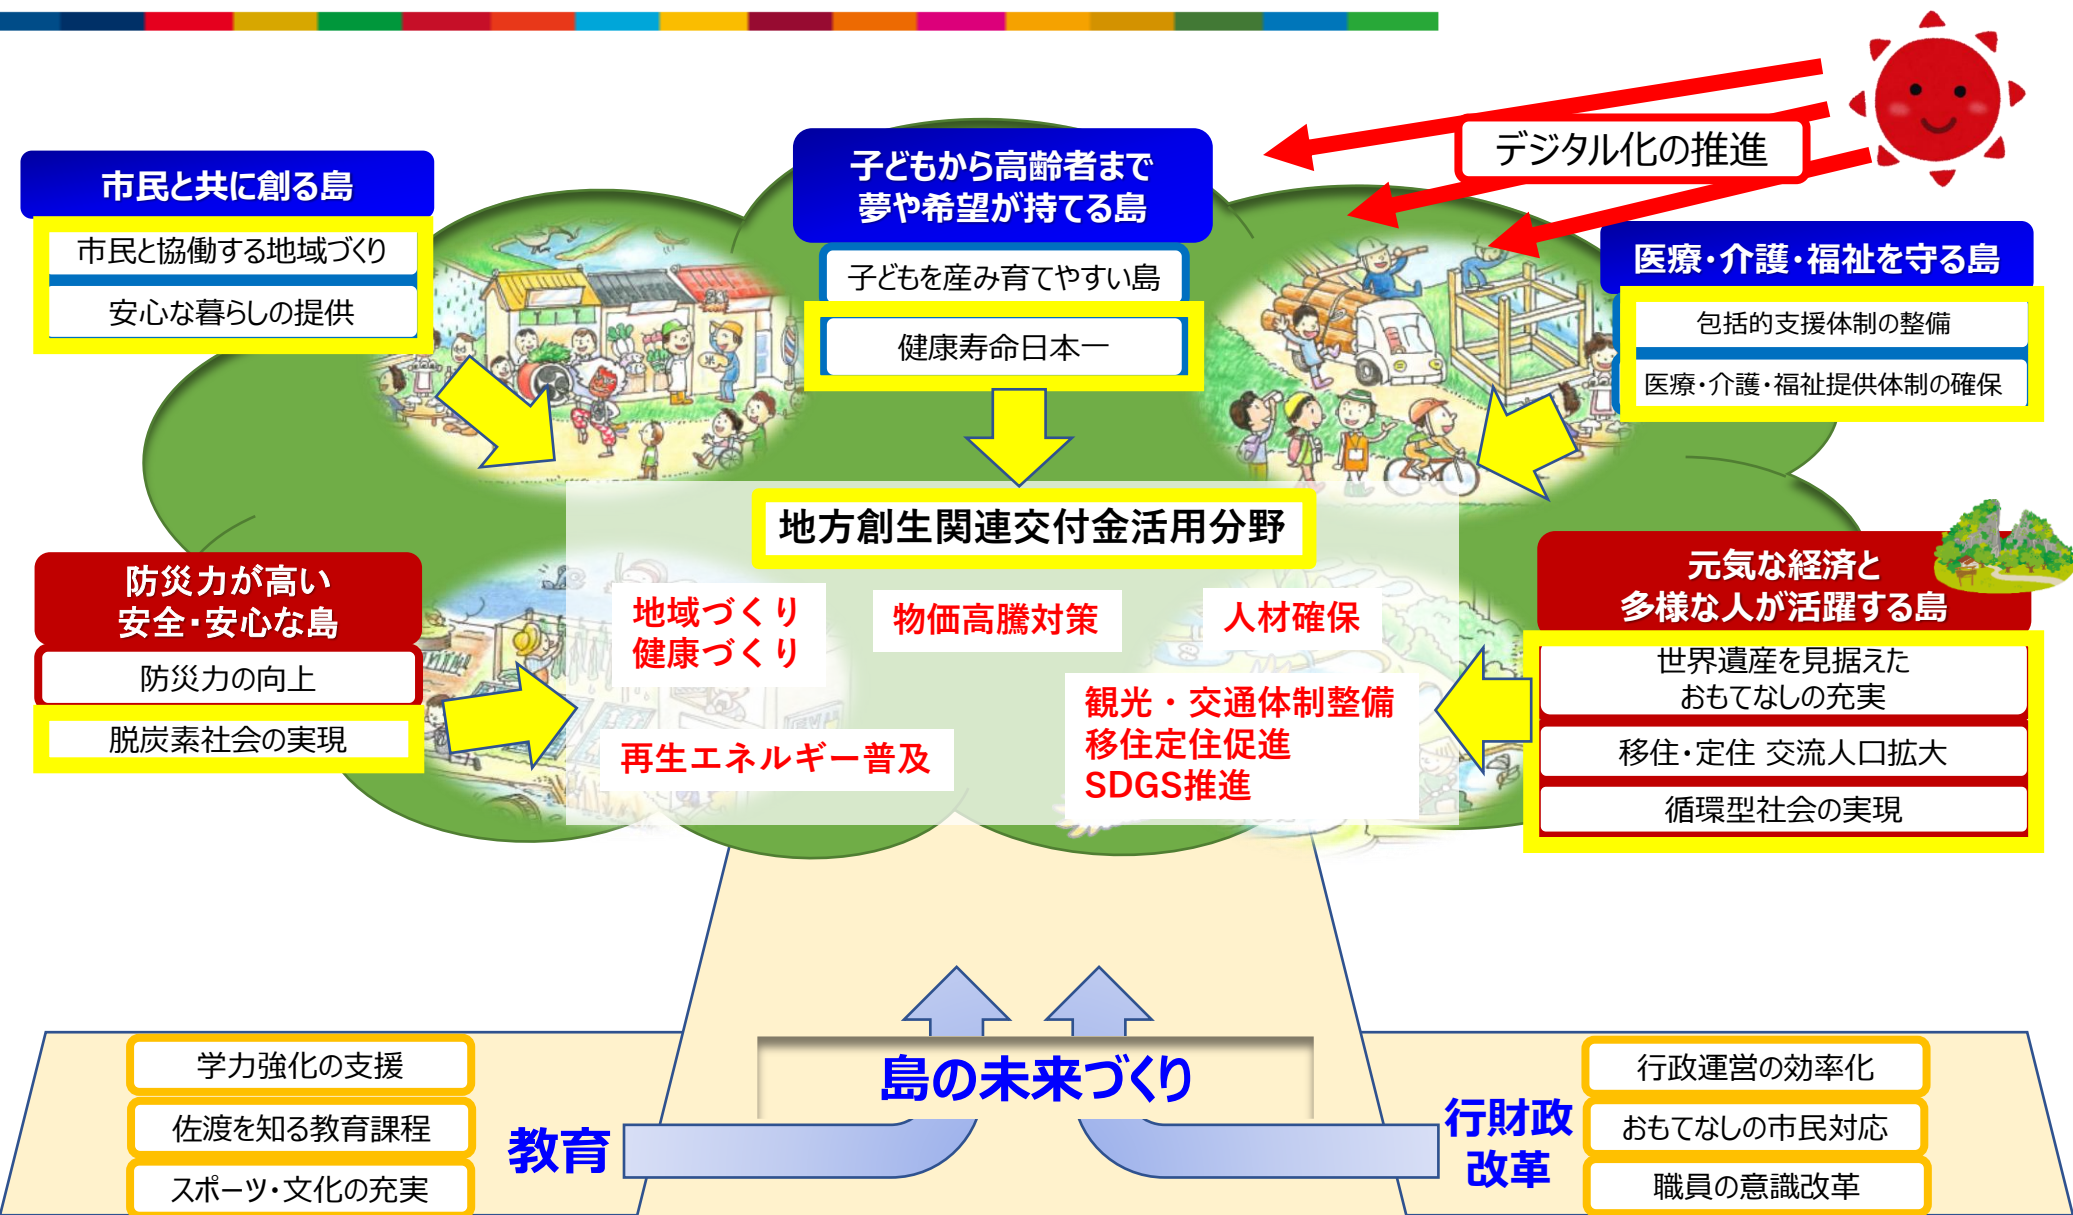 デジタル化の推進
市民と共に創る島
市民と協働する地域づくり
安心な暮らしの提供
子どもから高齢者まで
夢や希望が持てる島
子どもを産み育てやすい島
健康寿命日本一
医療・介護・福祉を守る島
包括的支援体制の整備
医療・介護・福祉提供体制の確保
米
地方創生関連交付金活用分野
地域づくり
健康づくり
物価高騰対策
人材確保
再生エネルギー普及
観光・交通体制整備
移住定住促進
SDGS推進
防災力が高い
安全・安心な島
防災力の向上
脱炭素社会の実現
元気な経済と
多様な人が活躍する島
世界遺産を見据えた
おもてなしの充実
移住・定住 交流人口拡大
循環型社会の実現
島の未来づくり
学力強化の支援
佐渡を知る教育課程
スポーツ・文化の充実
教育
行財政
改革
行政運営の効率化
おもてなしの市民対応
職員の意識改革